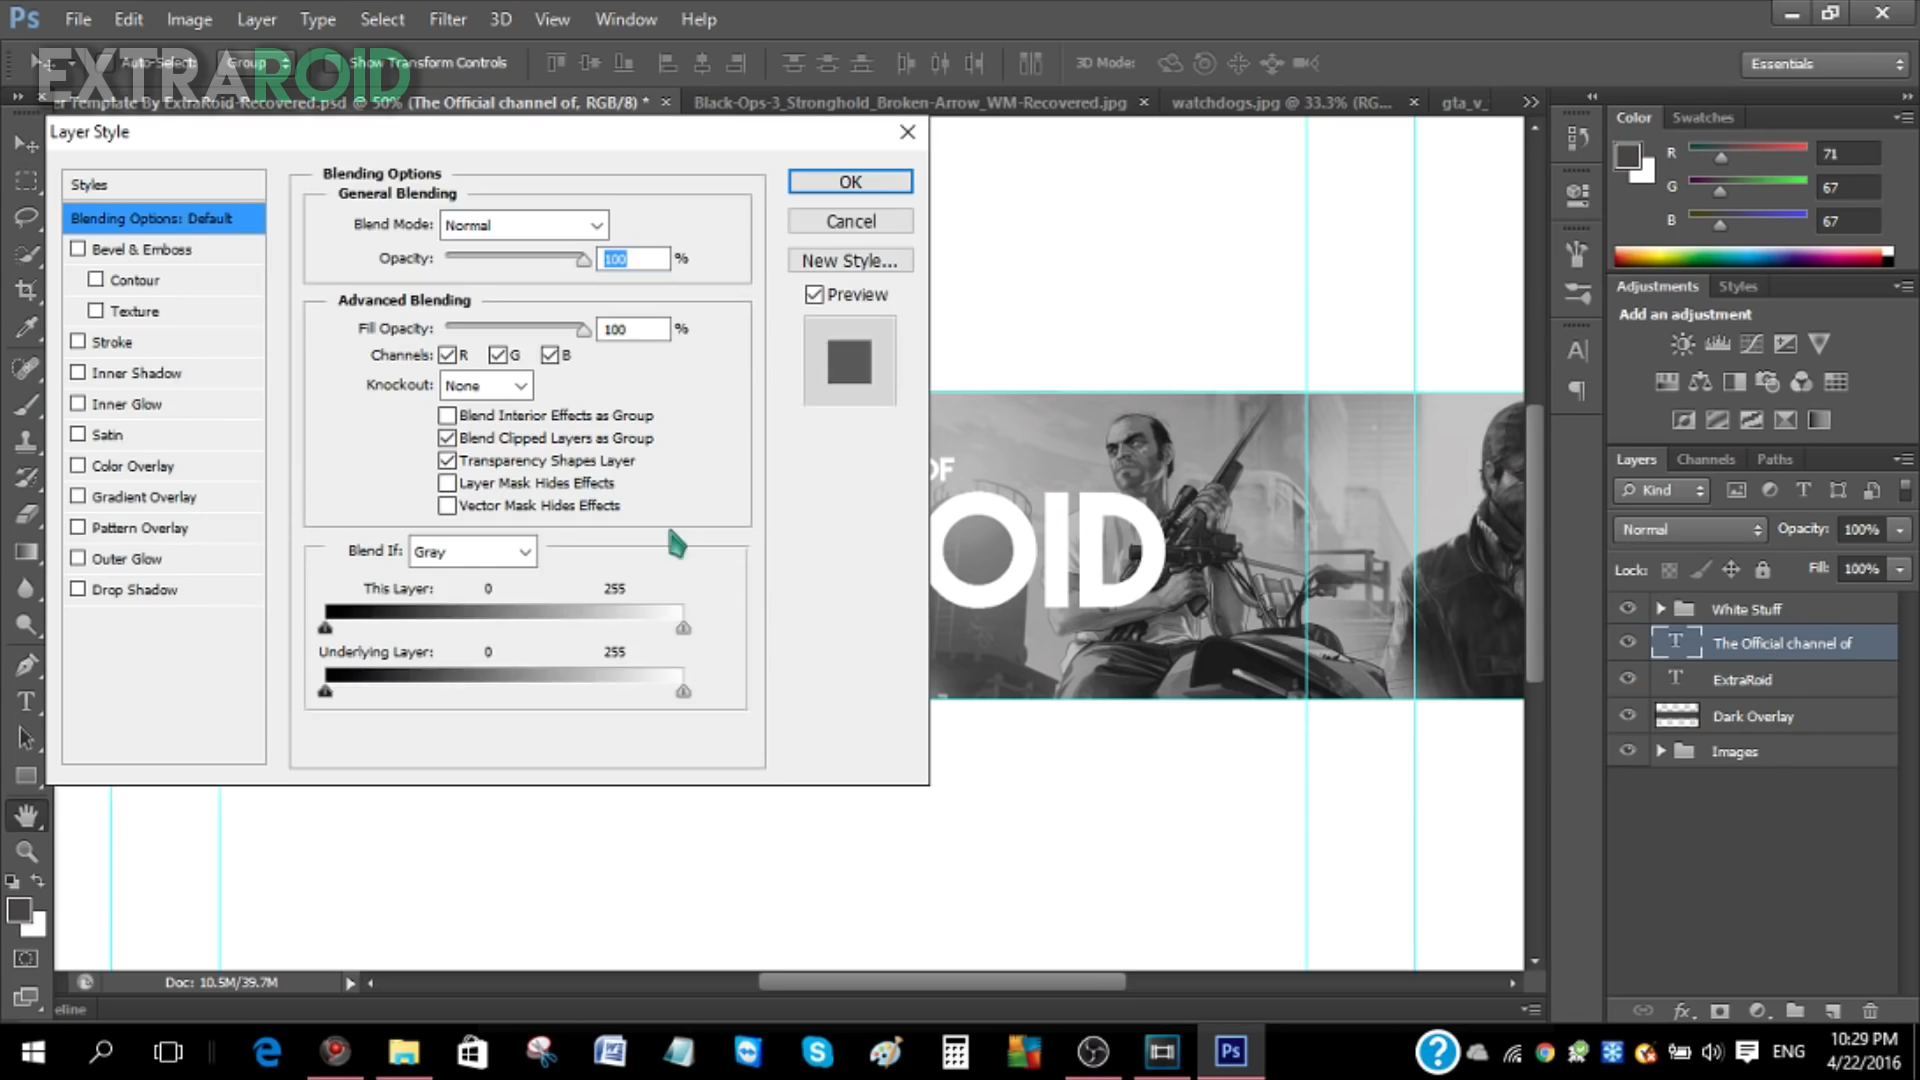 Ps File Edit Image Layer Type Select Filter 3D View Window Help
EXTRAROID
Auto-Select: Group Show Transform Controls 3D Mode: Essentials
er Template By ExtraRoid-Recovered.psd @ 50% (The Official channel of, RGB/8) *
Black-Ops-3_Stronghold_Broken-Arrow_WM-Recovered.jpg
watchdogs.jpg @ 33.3% (RG...
gta_v_
Layer Style
Styles
Blending Options: Default
Bevel & Emboss
Contour
Texture
Stroke
Inner Shadow
Inner Glow
Satin
Color Overlay
Gradient Overlay
Pattern Overlay
Outer Glow
Drop Shadow
Blending Options
General Blending
Blend Mode: Normal
Opacity: 100 %
Advanced Blending
Fill Opacity: 100 %
Channels: R G B
Knockout: None
Blend Interior Effects as Group
Blend Clipped Layers as Group
Transparency Shapes Layer
Layer Mask Hides Effects
Vector Mask Hides Effects
Blend If: Gray
This Layer: 0 255
Underlying Layer: 0 255
OK
Cancel
New Style...
Preview
OF
OID
Color Swatches
R 71
G 67
B 67
Adjustments Styles
Add an adjustment
Layers Channels Paths
Kind
Normal Opacity: 100%
Lock: Fill: 100%
White Stuff
T The Official channel of
T ExtraRoid
Dark Overlay
Images
Doc: 10.5M/39.7M
eline
Ps
ENG
10:29 PM
4/22/2016